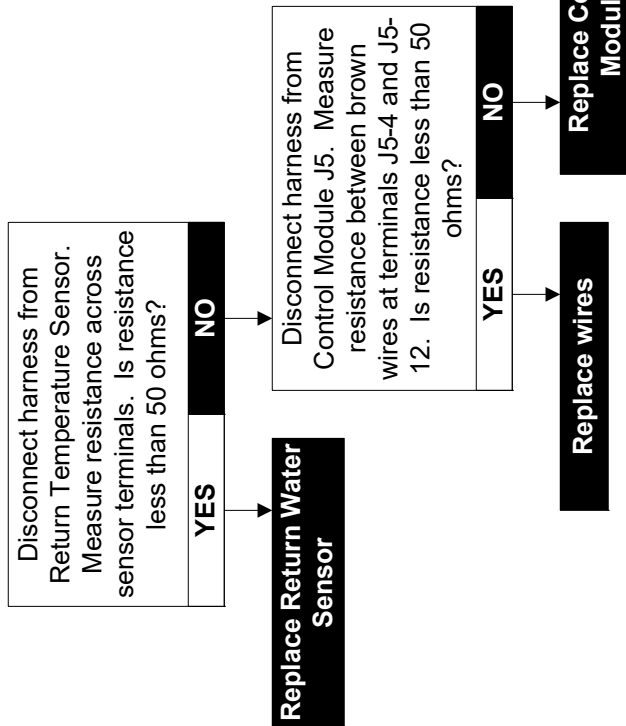 Disconnect harness from
Return Temperature Sensor.
Measure resistance across
sensor terminals. Is resistance
less than 50 ohms?
YES
NO
Replace Return Water
Sensor
Disconnect harness from
Control Module J5. Measure
resistance between brown
wires at terminals J5-4 and J5-
12. Is resistance less than 50
ohms?
YES
NO
Replace wires
Replace